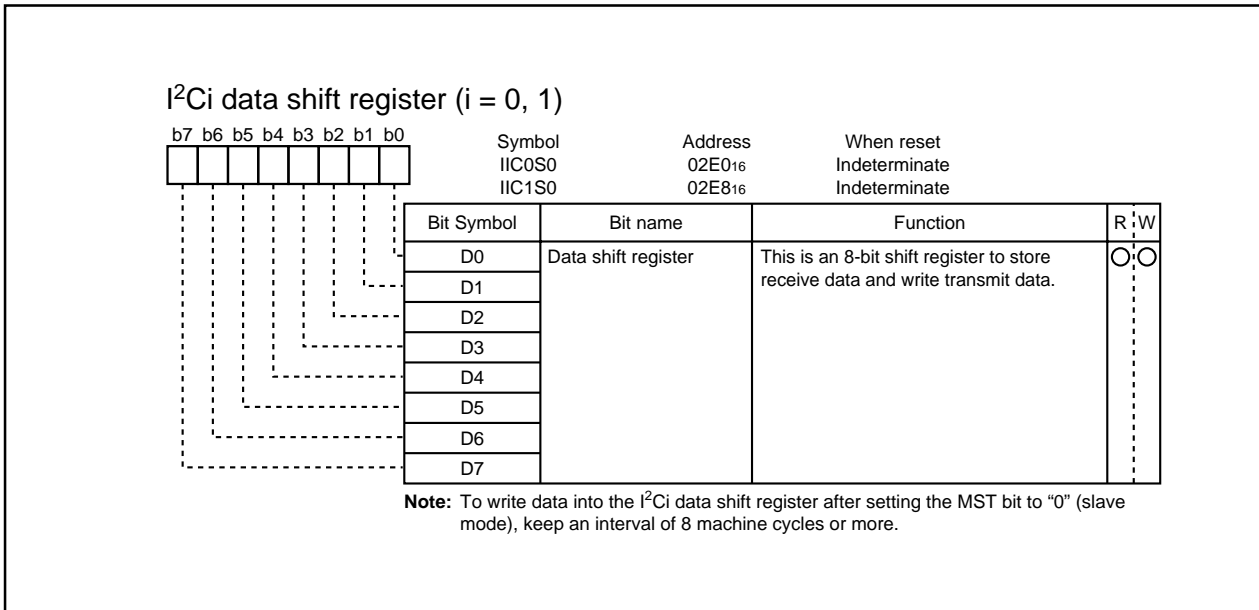 I²Ci data shift register (i = 0, 1)
b7 b6 b5 b4 b3 b2 b1 b0
Symbol Address When reset
IIC0S0 02E0₁₆ Indeterminate
IIC1S0 02E8₁₆ Indeterminate
Bit Symbol Bit name Function R W
D0 Data shift register This is an 8-bit shift register to store
receive data and write transmit data.
D1
D2
D3
D4
D5
D6
D7
Note: To write data into the I²Ci data shift register after setting the MST bit to “0” (slave
mode), keep an interval of 8 machine cycles or more.